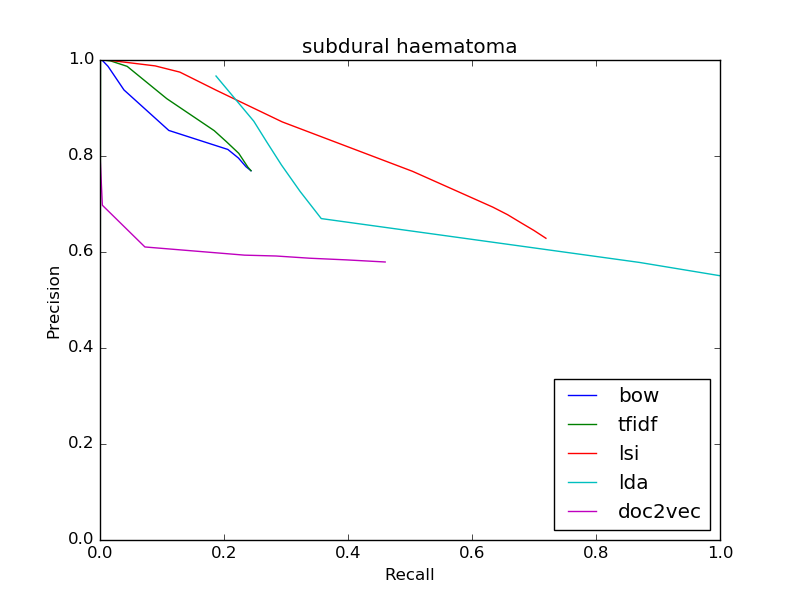 subdural haematoma
1.0
0.8
0.6
0.4
0.2
0.0
Precision
0.0 0.2 0.4 0.6 0.8 1.0
Recall
bow
tfidf
lsi
lda
doc2vec